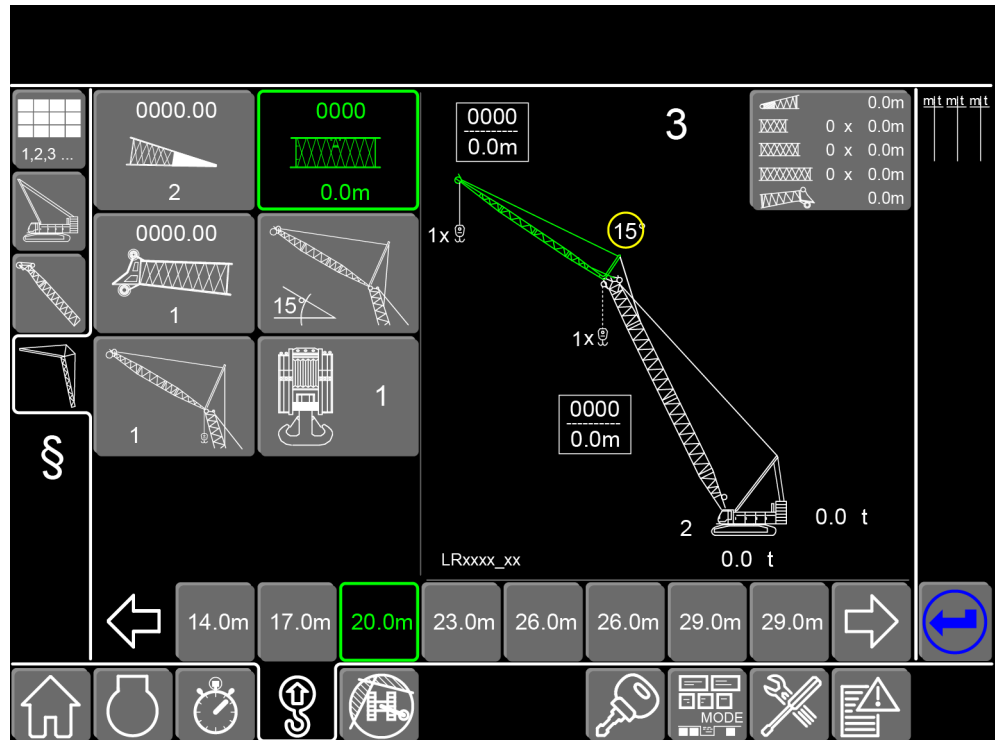 1,2,3 ...
0000.00
2
0000
0.0m
0000.00
1
15°
1
1
§
0000
0.0m
3
1x
15°
1x
0000
0.0m
2
0.0 t
0.0 t
LRxxxx_xx
0.0m
0 x 0.0m
0 x 0.0m
0 x 0.0m
0.0m
m|t m|t m|t
14.0m 17.0m 20.0m 23.0m 26.0m 26.0m 29.0m 29.0m
MODE